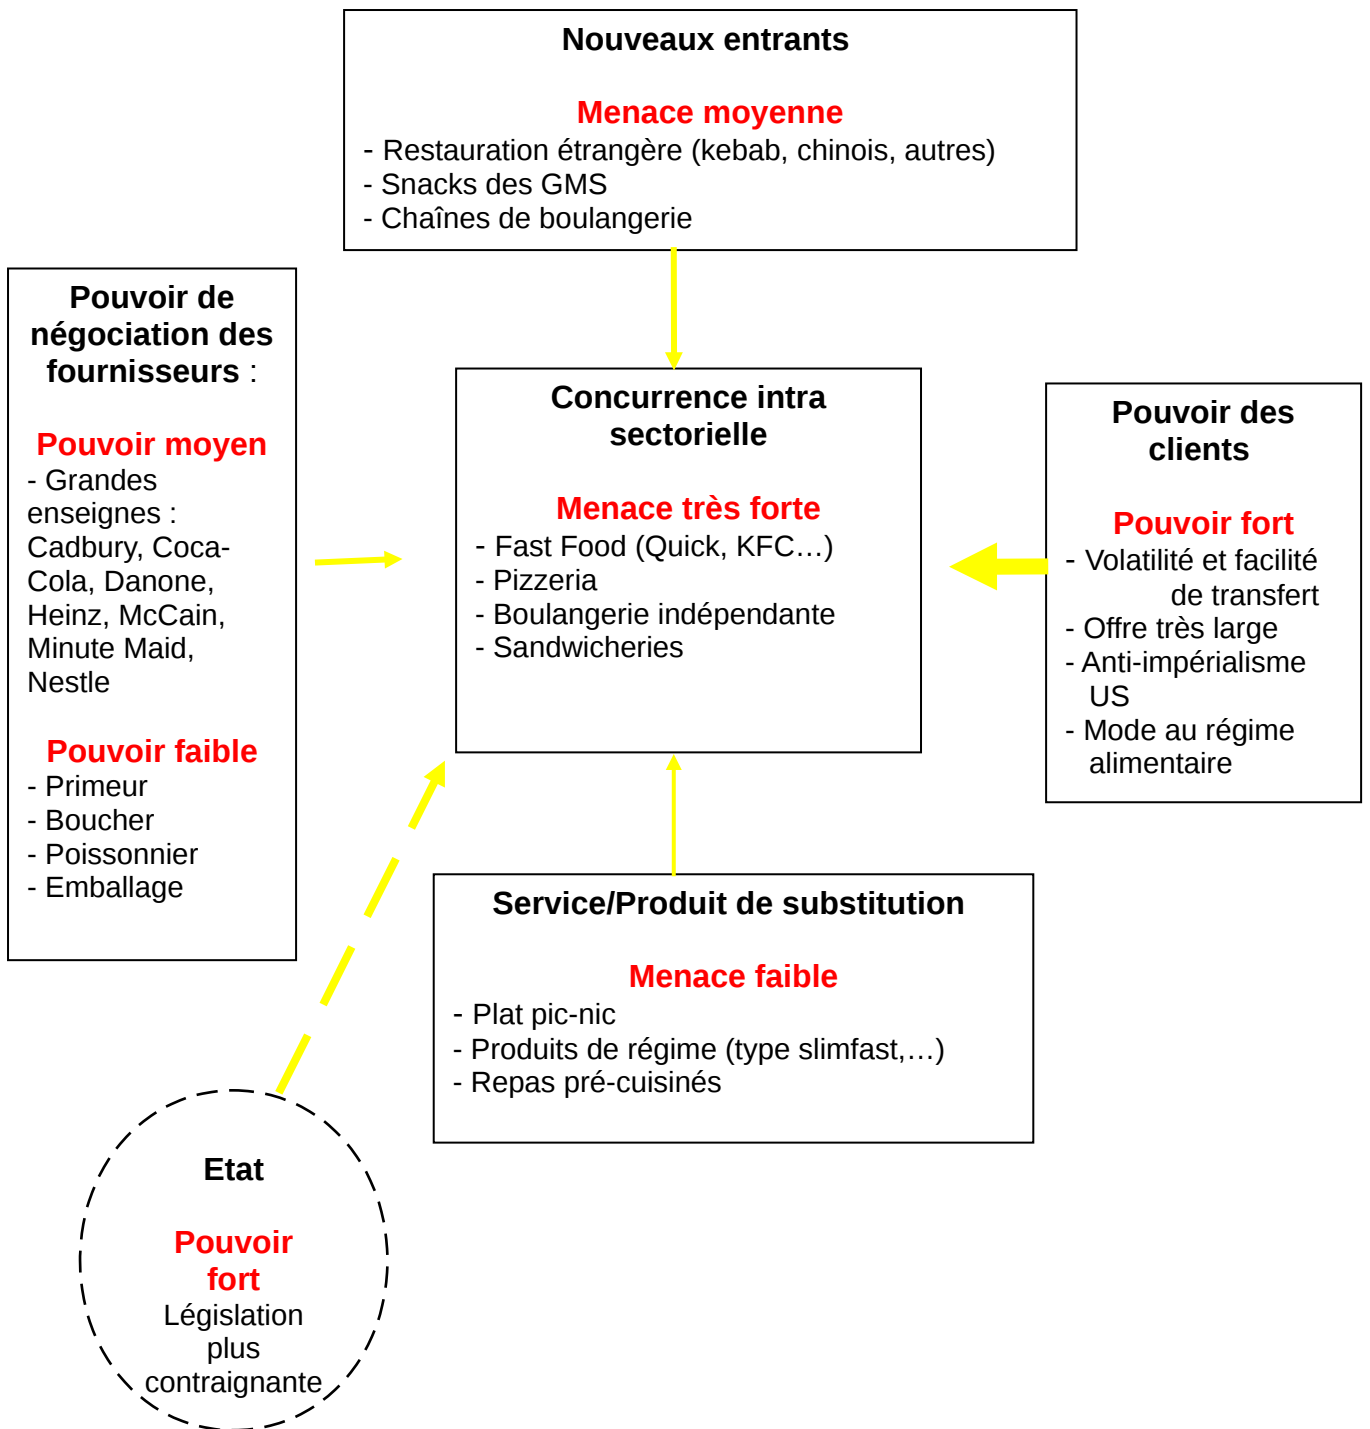 Nouveaux entrants
Menace moyenne
- Restauration étrangère (kebab, chinois, autres)
- Snacks des GMS
- Chaînes de boulangerie
Pouvoir de
négociation des
fournisseurs :
Pouvoir moyen
- Grandes
enseignes :
Cadbury, Coca-
Cola, Danone,
Heinz, McCain,
Minute Maid,
Nestle
Pouvoir faible
- Primeur
- Boucher
- Poissonnier
- Emballage
Concurrence intra
sectorielle
Menace très forte
- Fast Food (Quick, KFC…)
- Pizzeria
- Boulangerie indépendante
- Sandwicheries
Pouvoir des
clients
Pouvoir fort
- Volatilité et facilité
de transfert
- Offre très large
- Anti-impérialisme
US
- Mode au régime
alimentaire
Service/Produit de substitution
Menace faible
- Plat pic-nic
- Produits de régime (type slimfast,…)
- Repas pré-cuisinés
Etat
Pouvoir
fort
Législation
plus
contraignante